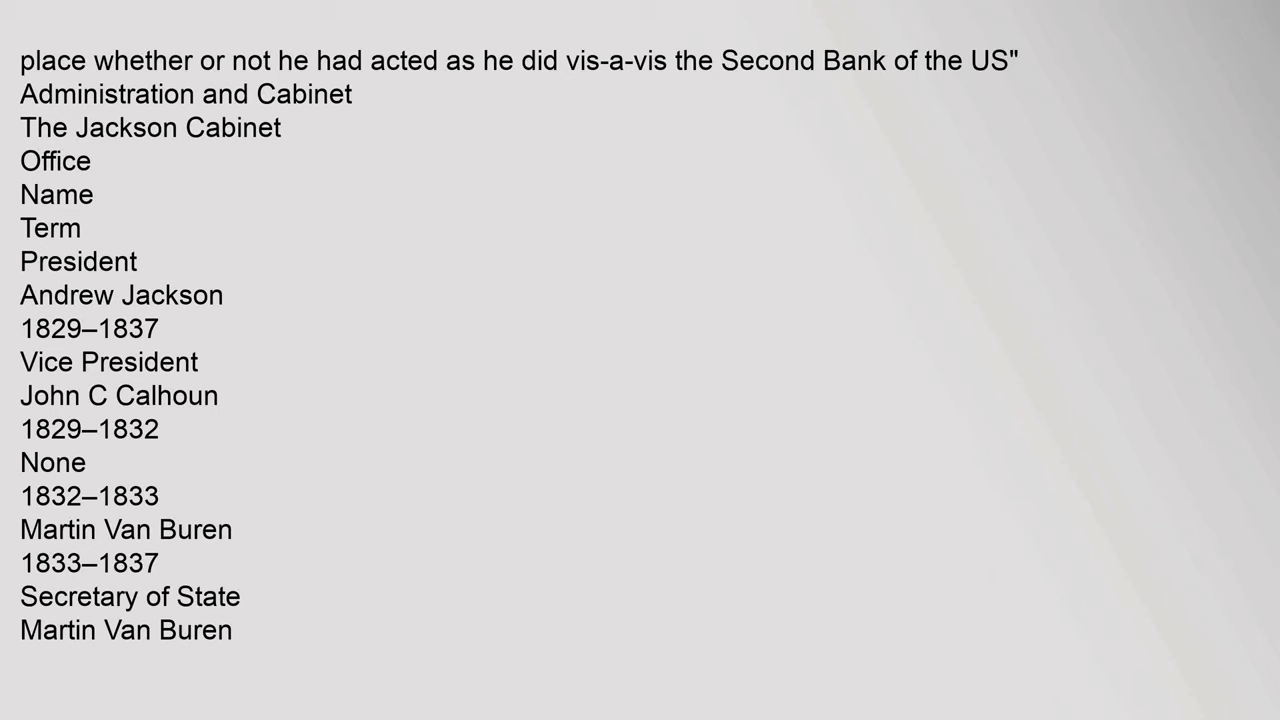 place whether or not he had acted as he did vis-a-vis the Second Bank of the US"
Administration and Cabinet
The Jackson Cabinet
Office
Name
Term
President
Andrew Jackson
1829–1837
Vice President
John C Calhoun
1829–1832
None
1832–1833
Martin Van Buren
1833–1837
Secretary of State
Martin Van Buren